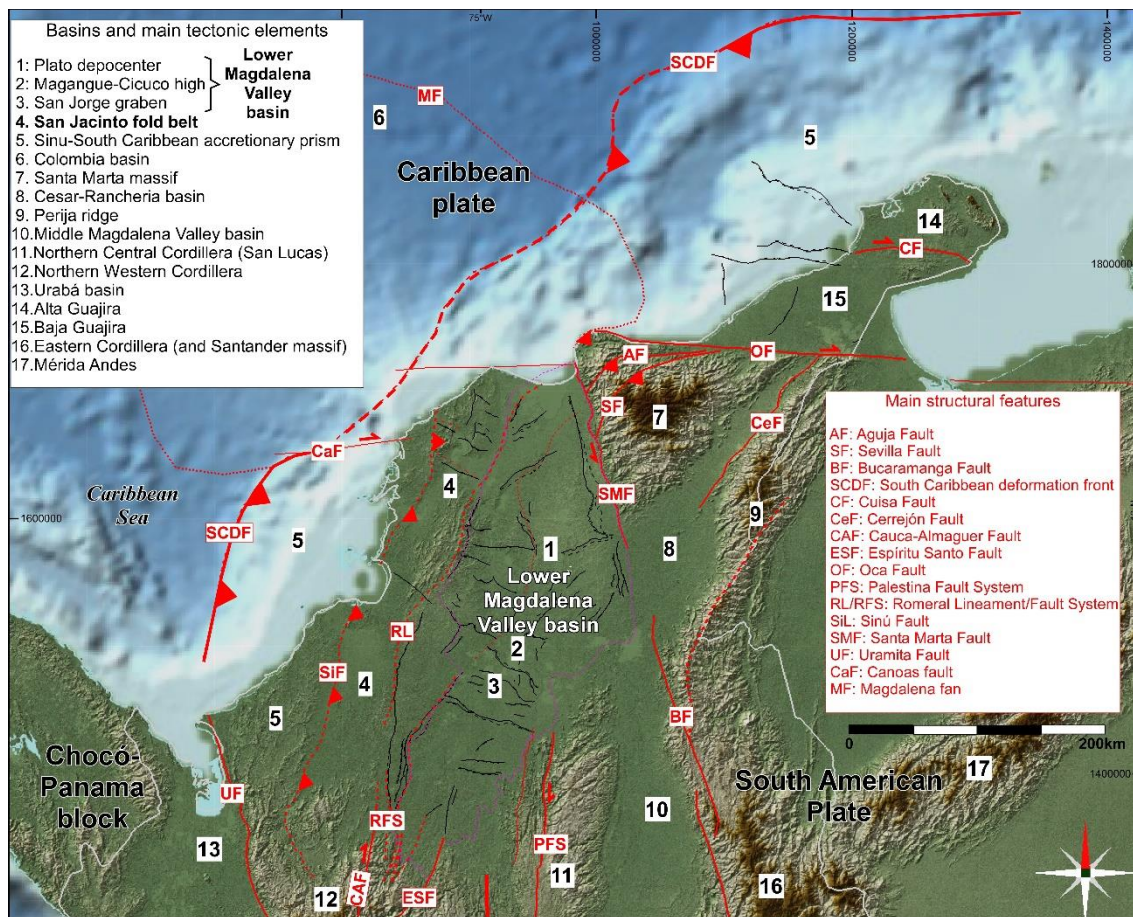 75°W
1000000
1200000
1400000
Basins and main tectonic elements
1: Plato depocenter
2: Magangue-Cicuco high
3: San Jorge graben
Lower
Magdalena
Valley
basin
4. San Jacinto fold belt
5: Sinu-South Caribbean accretionary prism
6: Colombia basin
7: Santa Marta massif
8: Cesar-Rancheria basin
9: Perija ridge
10.Middle Magdalena Valley basin
11:Northern Central Cordillera (San Lucas)
12:Northern Western Cordillera
13:Urabá basin
14:Alta Guajira
15:Baja Guajira
16:Eastern Cordillera (and Santander massif)
17.Mérida Andes
SCDF
MF
6
5
Caribbean
plate
14
CF
1800000
15
AF
OF
SF
7
CeF
CaF
4
SMF
9
Caribbean
Sea
1600000
SCDF
5
1
8
Lower
Magdalena
Valley basin
RL
2
SiF
4
3
5
BF
Main structural features
AF: Aguja Fault
SF: Sevilla Fault
BF: Bucaramanga Fault
SCDF: South Caribbean deformation front
CF: Cuisa Fault
CeF: Cerrejón Fault
CAF: Cauca-Almaguer Fault
ESF: Espíritu Santo Fault
OF: Oca Fault
PFS: Palestina Fault System
RL/RFS: Romeral Lineament/Fault System
SiL: Sinú Fault
SMF: Santa Marta Fault
UF: Uramita Fault
CaF: Canoas fault
MF: Magdalena fan
0
200km
Chocó-
Panama
block
UF
South American
Plate
17
1400000
10
RFS
13
PFS
11
12
CAF
ESF
16